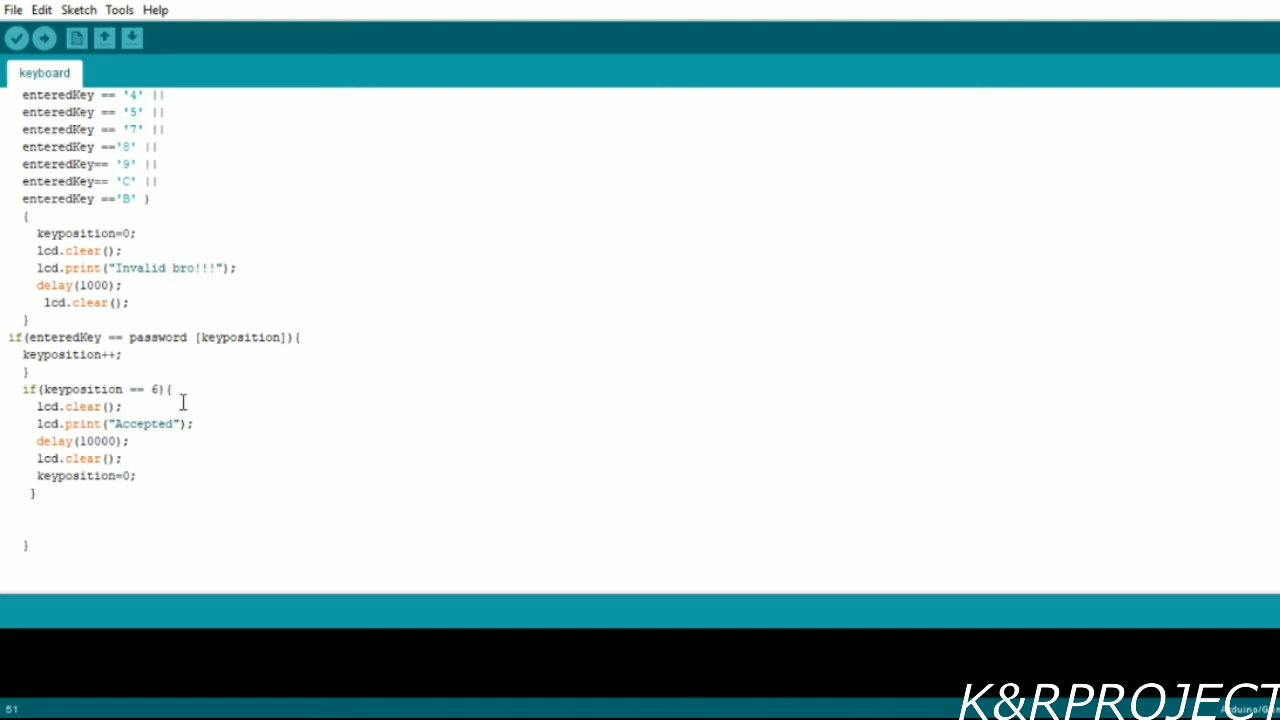 File Edit Sketch Tools Help
keyboard
enteredKey == '4' ||
enteredKey == '5' ||
enteredKey == '7' ||
enteredKey =='8' ||
enteredKey== '9' ||
enteredKey== 'C' ||
enteredKey =='B' )
{
keyposition=0;
lcd.clear();
lcd.print("Invalid bro!!!");
delay(1000);
lcd.clear();
}
if(enteredKey == password [keyposition]){
keyposition++;
}
if(keyposition == 6){
lcd.clear();
lcd.print("Accepted");
delay(10000);
lcd.clear();
keyposition=0;
}
}
K&RPROJECT
51